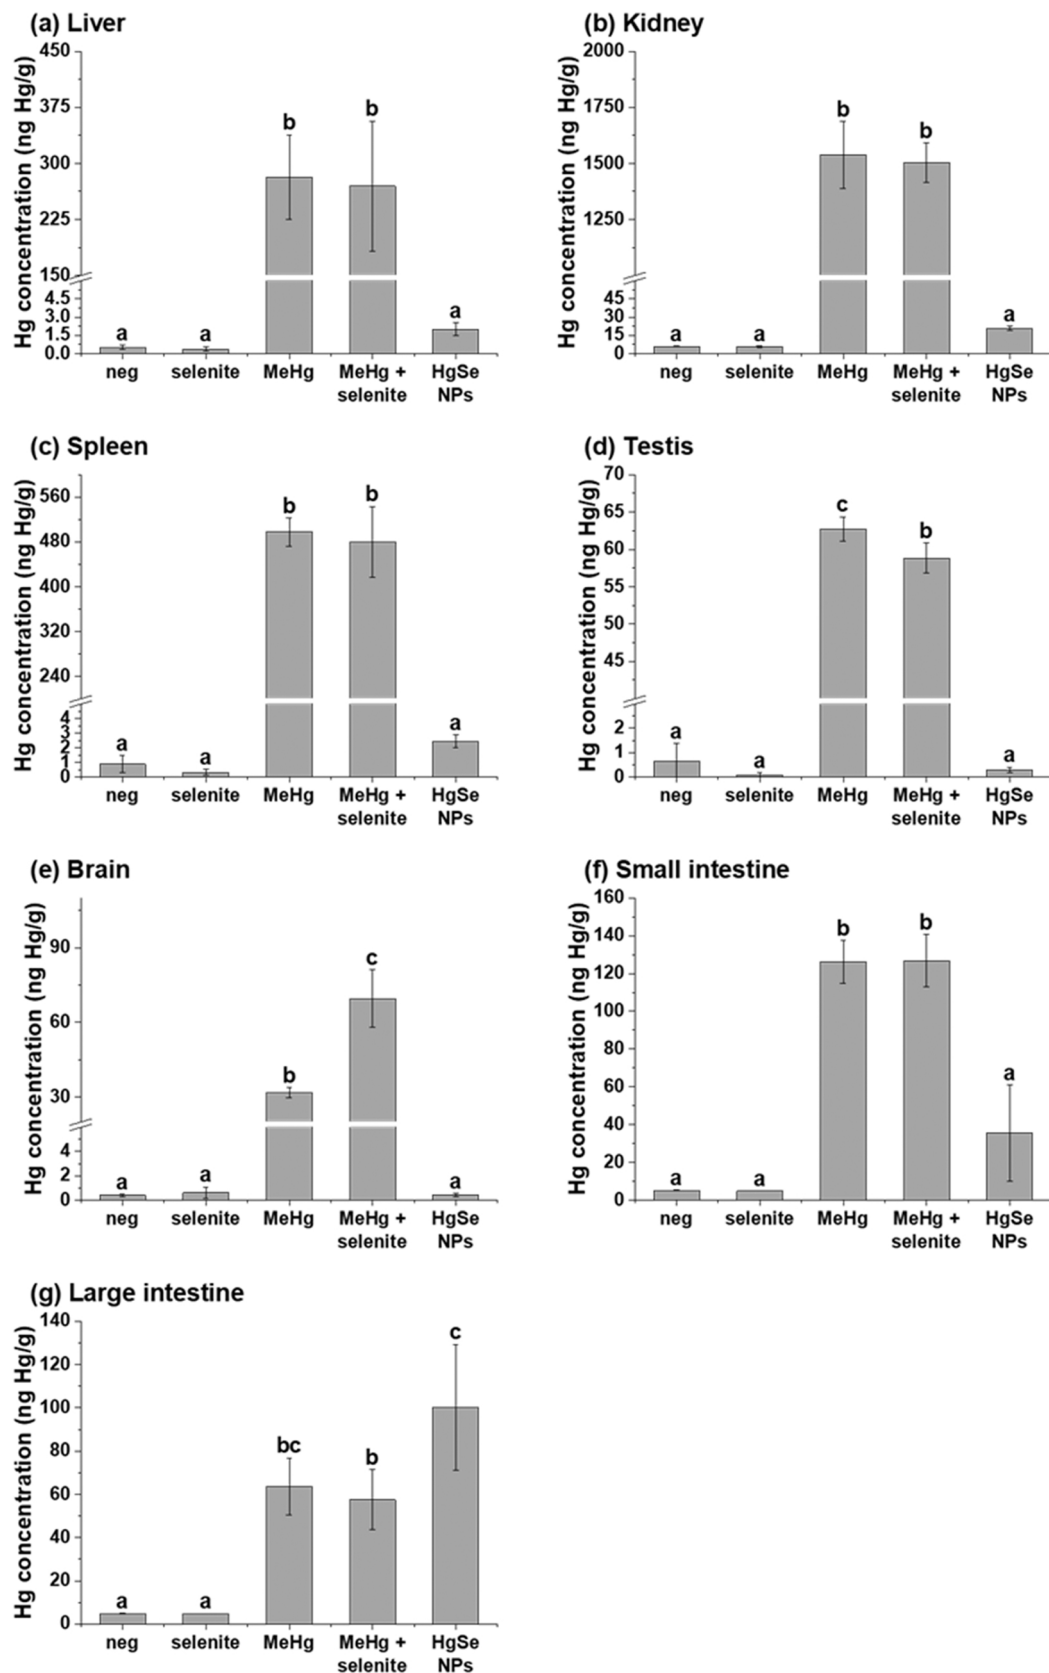 (a) Liver
Hg concentration (ng Hg/g)
450
375
300
225
150
4.5
3.0
1.5
0.0
a
a
b
b
a
neg
selenite
MeHg
MeHg +
selenite
HgSe
NPs
(b) Kidney
Hg concentration (ng Hg/g)
2000
1750
1500
1250
45
30
15
0
a
a
b
b
a
neg
selenite
MeHg
MeHg +
selenite
HgSe
NPs
(c) Spleen
Hg concentration (ng Hg/g)
560
480
400
320
240
4
3
2
1
0
a
a
b
b
a
neg
selenite
MeHg
MeHg +
selenite
HgSe
NPs
(d) Testis
Hg concentration (ng Hg/g)
70
65
60
55
50
45
2
1
0
a
a
c
b
a
neg
selenite
MeHg
MeHg +
selenite
HgSe
NPs
(e) Brain
Hg concentration (ng Hg/g)
90
60
30
4
2
0
a
a
b
c
a
neg
selenite
MeHg
MeHg +
selenite
HgSe
NPs
(f) Small intestine
Hg concentration (ng Hg/g)
160
140
120
100
80
60
40
20
0
a
a
b
b
a
neg
selenite
MeHg
MeHg +
selenite
HgSe
NPs
(g) Large intestine
Hg concentration (ng Hg/g)
140
120
100
80
60
40
20
0
a
a
bc
b
c
neg
selenite
MeHg
MeHg +
selenite
HgSe
NPs